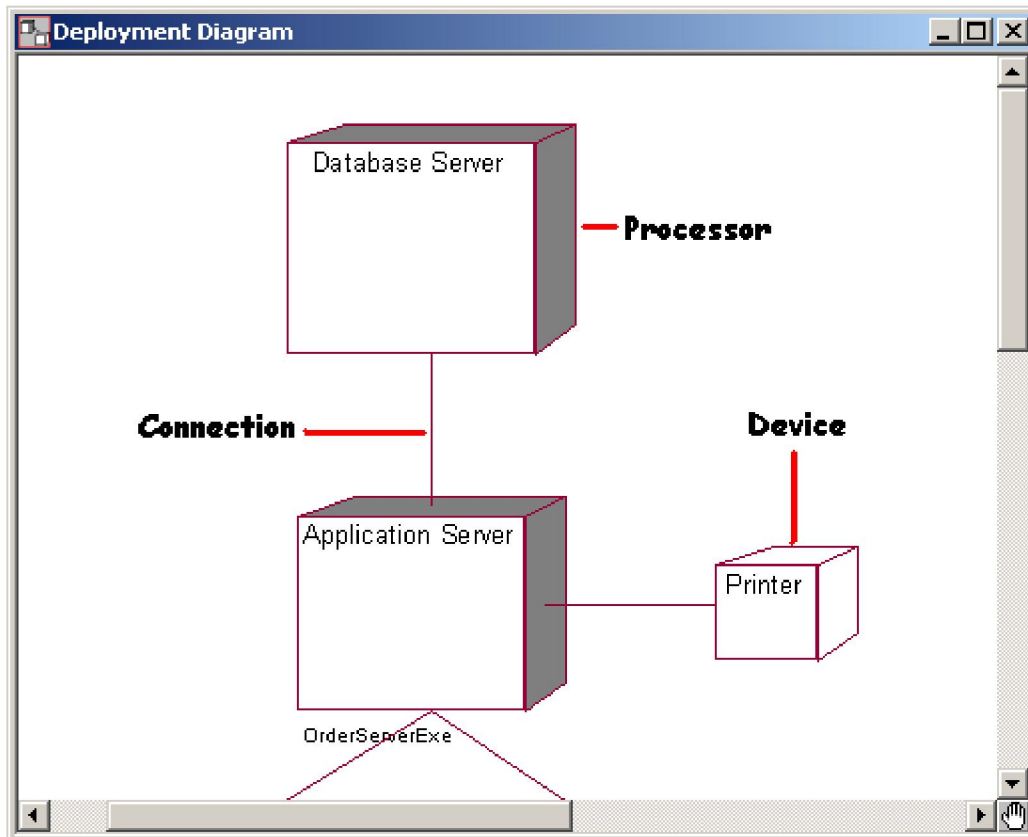 Deployment Diagram
Database Server
Processor
Connection
Device
Application Server
Printer
OrderServerExe